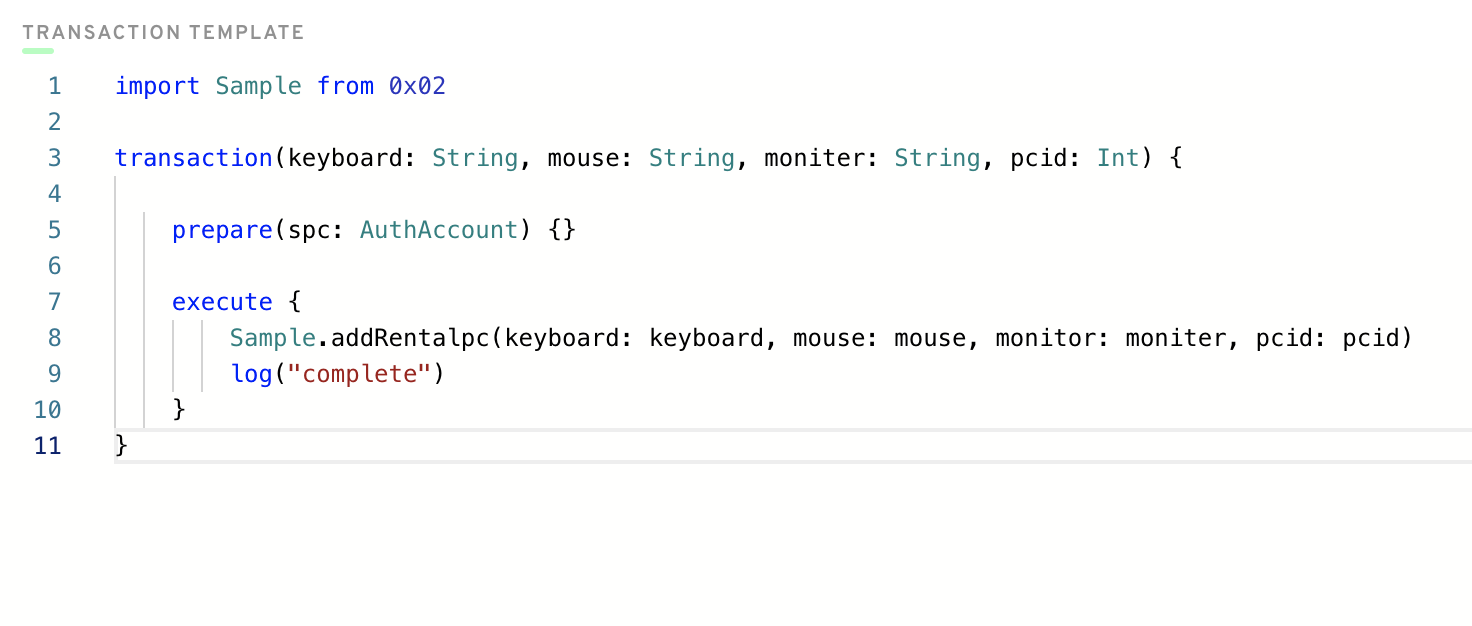 TRANSACTION TEMPLATE
1 import Sample from 0x02
2
3 transaction(keyboard: String, mouse: String, moniter: String, pcid: Int) {
4
5 prepare(spc: AuthAccount) {}
6
7 execute {
8 Sample.addRentalpc(keyboard: keyboard, mouse: mouse, monitor: moniter, pcid: pcid)
9 log("complete")
10 }
11 }